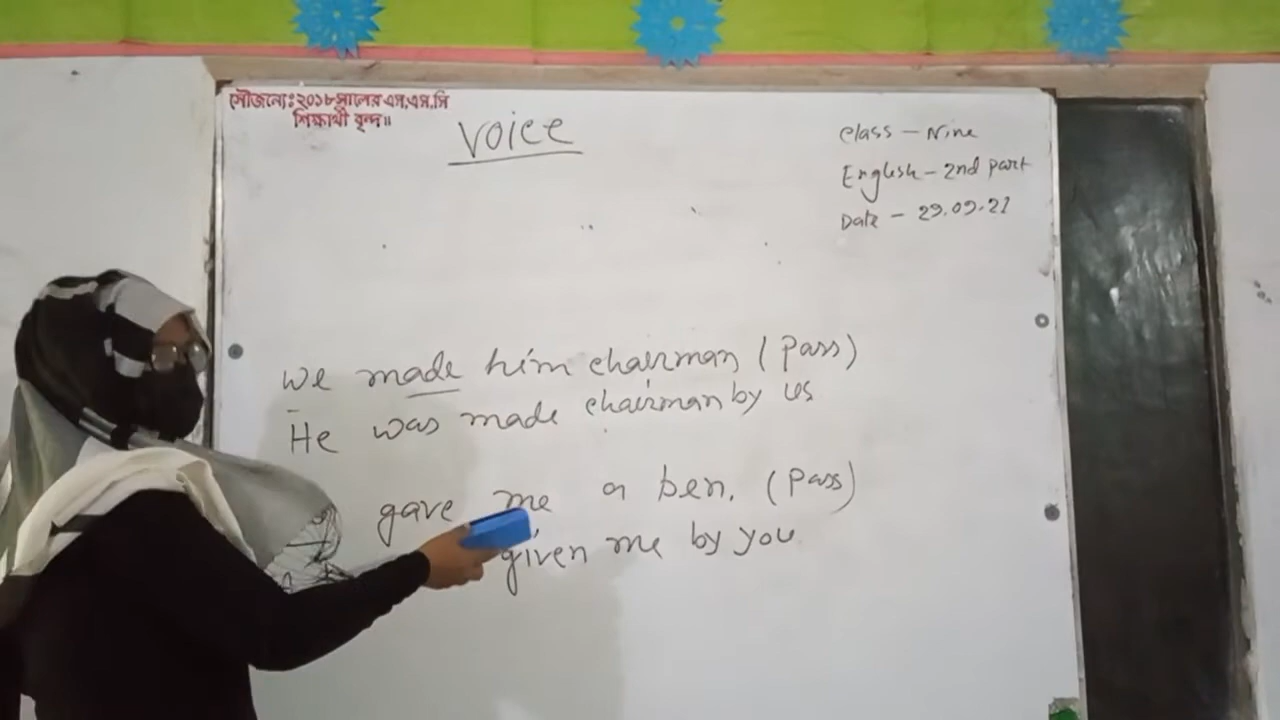 সৌজন্যেঃ২০১৮সালের এস,এস,সি
শিক্ষার্থী বৃন্দ॥
Voice
Class - Nine
English - 2nd part
Date - 29.09.21
We made him chairman (Pass)
He was made chairman by us
gave me a pen. (Pass)
given me by you